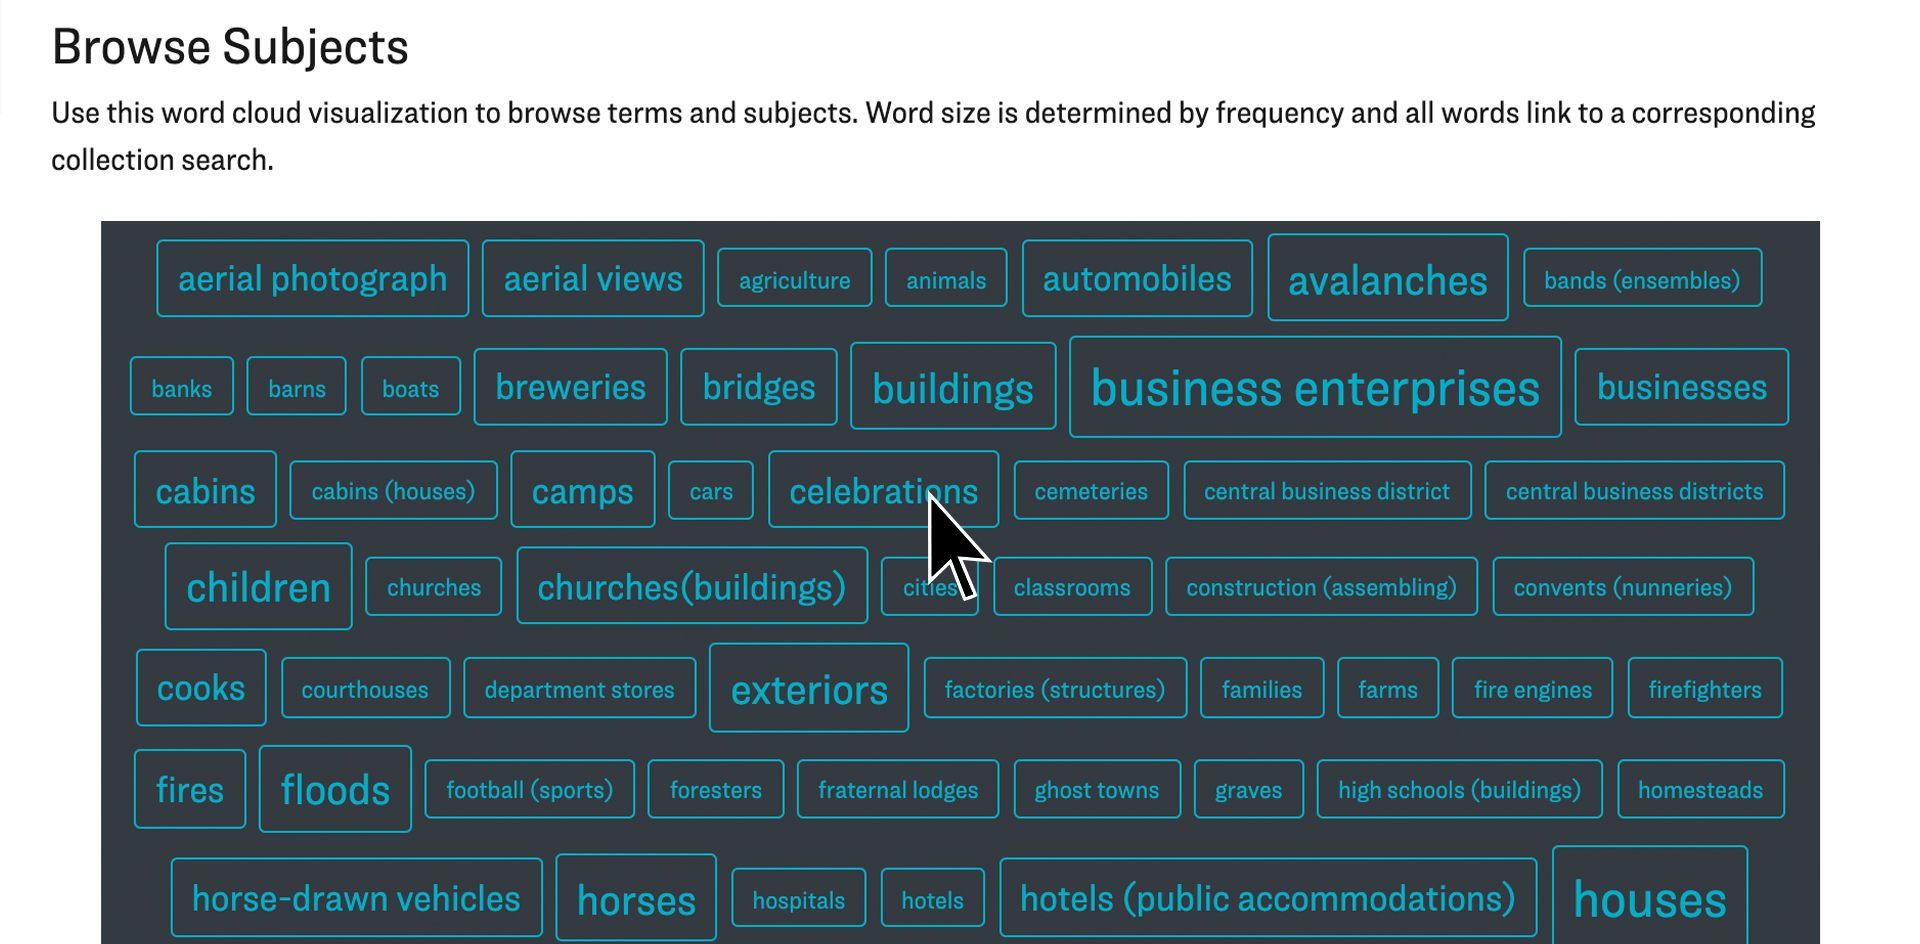 Browse Subjects
Use this word cloud visualization to browse terms and subjects. Word size is determined by frequency and all words link to a corresponding
collection search.
aerial photograph aerial views agriculture animals automobiles avalanches bands (ensembles)
banks barns boats breweries bridges buildings business enterprises businesses
cabins cabins (houses) camps cars celebrations cemeteries central business district central business districts
children churches churches(buildings) cities classrooms construction (assembling) convents (nunneries)
cooks courthouses department stores exteriors factories (structures) families farms fire engines firefighters
fires floods football (sports) foresters fraternal lodges ghost towns graves high schools (buildings) homesteads
horse-drawn vehicles horses hospitals hotels hotels (public accommodations) houses